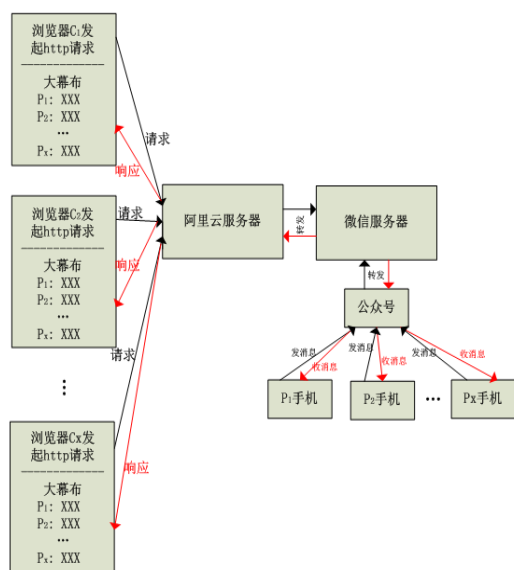 浏览器C₁发
起http请求
大幕布
P₁: XXX
P₂: XXX
…
Pₓ: XXX
请求
响应
浏览器C₂发
起http请求
大幕布
P₁: XXX
P₂: XXX
…
Pₓ: XXX
请求
响应
阿里云服务器
转发
微信服务器
转发
公众号
发消息
收消息
发消息
收消息
发消息
收消息
P₁手机
P₂手机
…
PX手机
请求
响应
浏览器Cx发
起http请求
大幕布
P₁: XXX
P₂: XXX
…
Pₓ: XXX